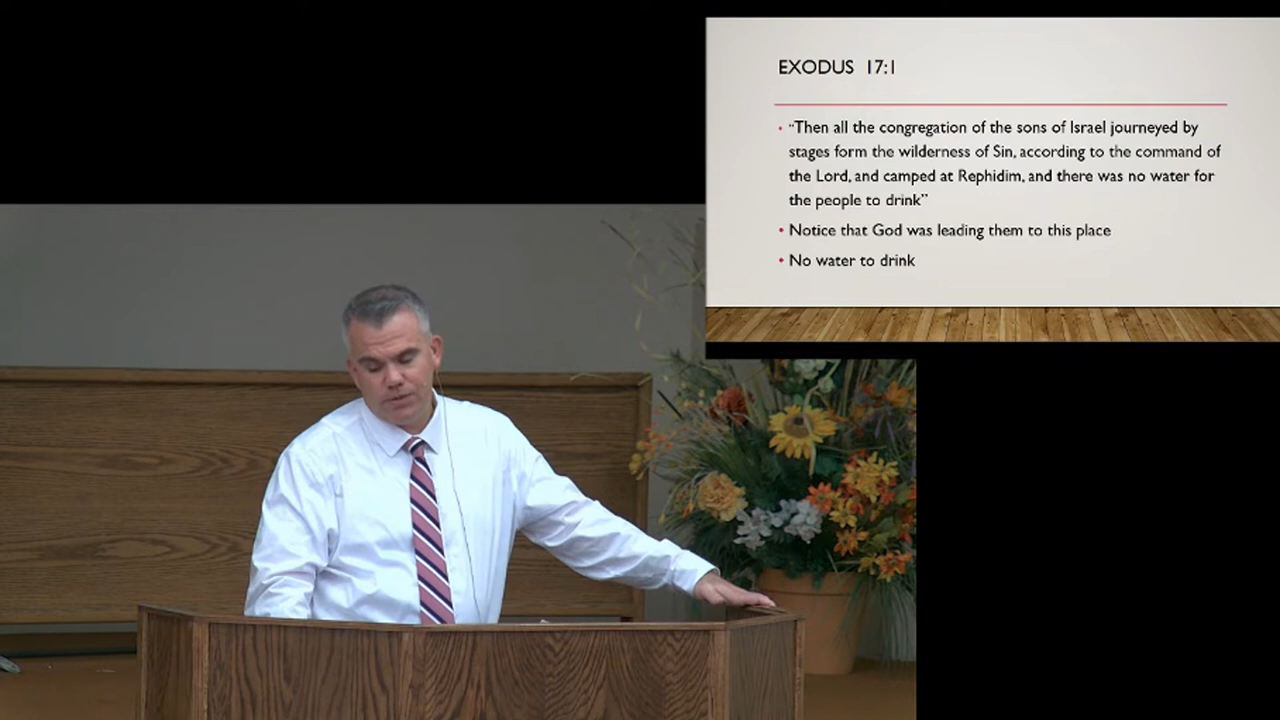 EXODUS 17:1
• "Then all the congregation of the sons of Israel journeyed by
stages form the wilderness of Sin, according to the command of
the Lord, and camped at Rephidim, and there was no water for
the people to drink”
• Notice that God was leading them to this place
• No water to drink